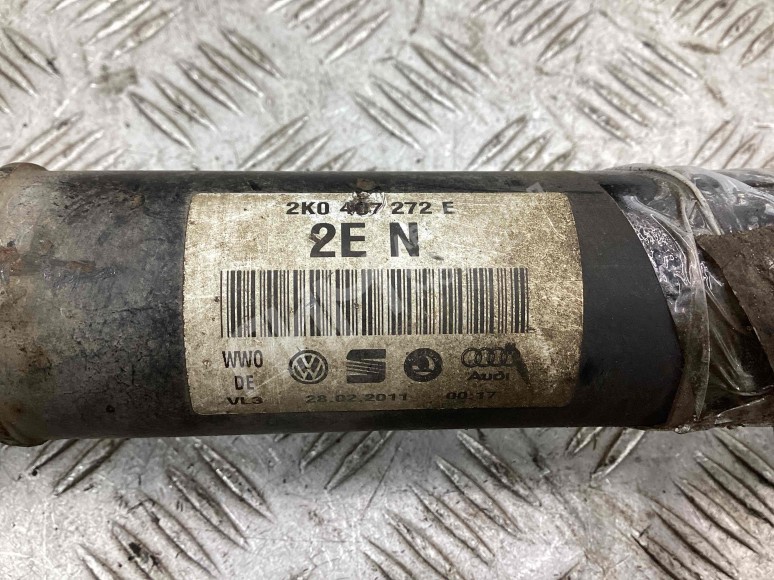 2K0 407 272 E
2E N
WWO
DE
VL3
Audi
28.02.2011 00:17